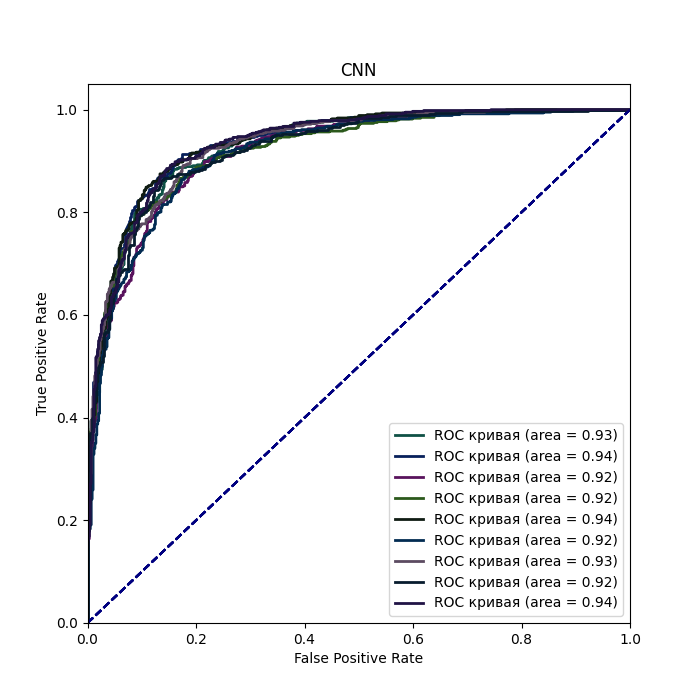 CNN
True Positive Rate
1.0
0.8
0.6
0.4
0.2
0.0
ROC кривая (area = 0.93)
ROC кривая (area = 0.94)
ROC кривая (area = 0.92)
ROC кривая (area = 0.92)
ROC кривая (area = 0.94)
ROC кривая (area = 0.92)
ROC кривая (area = 0.93)
ROC кривая (area = 0.92)
ROC кривая (area = 0.94)
0.0 0.2 0.4 0.6 0.8 1.0
False Positive Rate